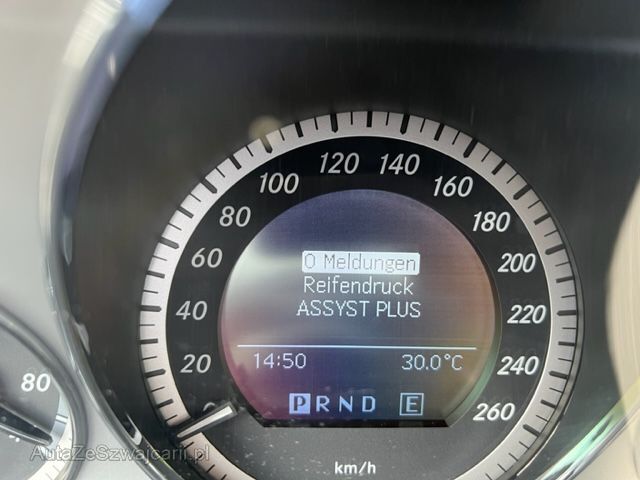 120 140
100 160
80 180
60 200
40 220
20 240
260
0 Meldungen
Reifendruck
ASSYST PLUS
14:50 30.0°C
P R N D E
km/h
80
AutaZeSzwajcarii.pl